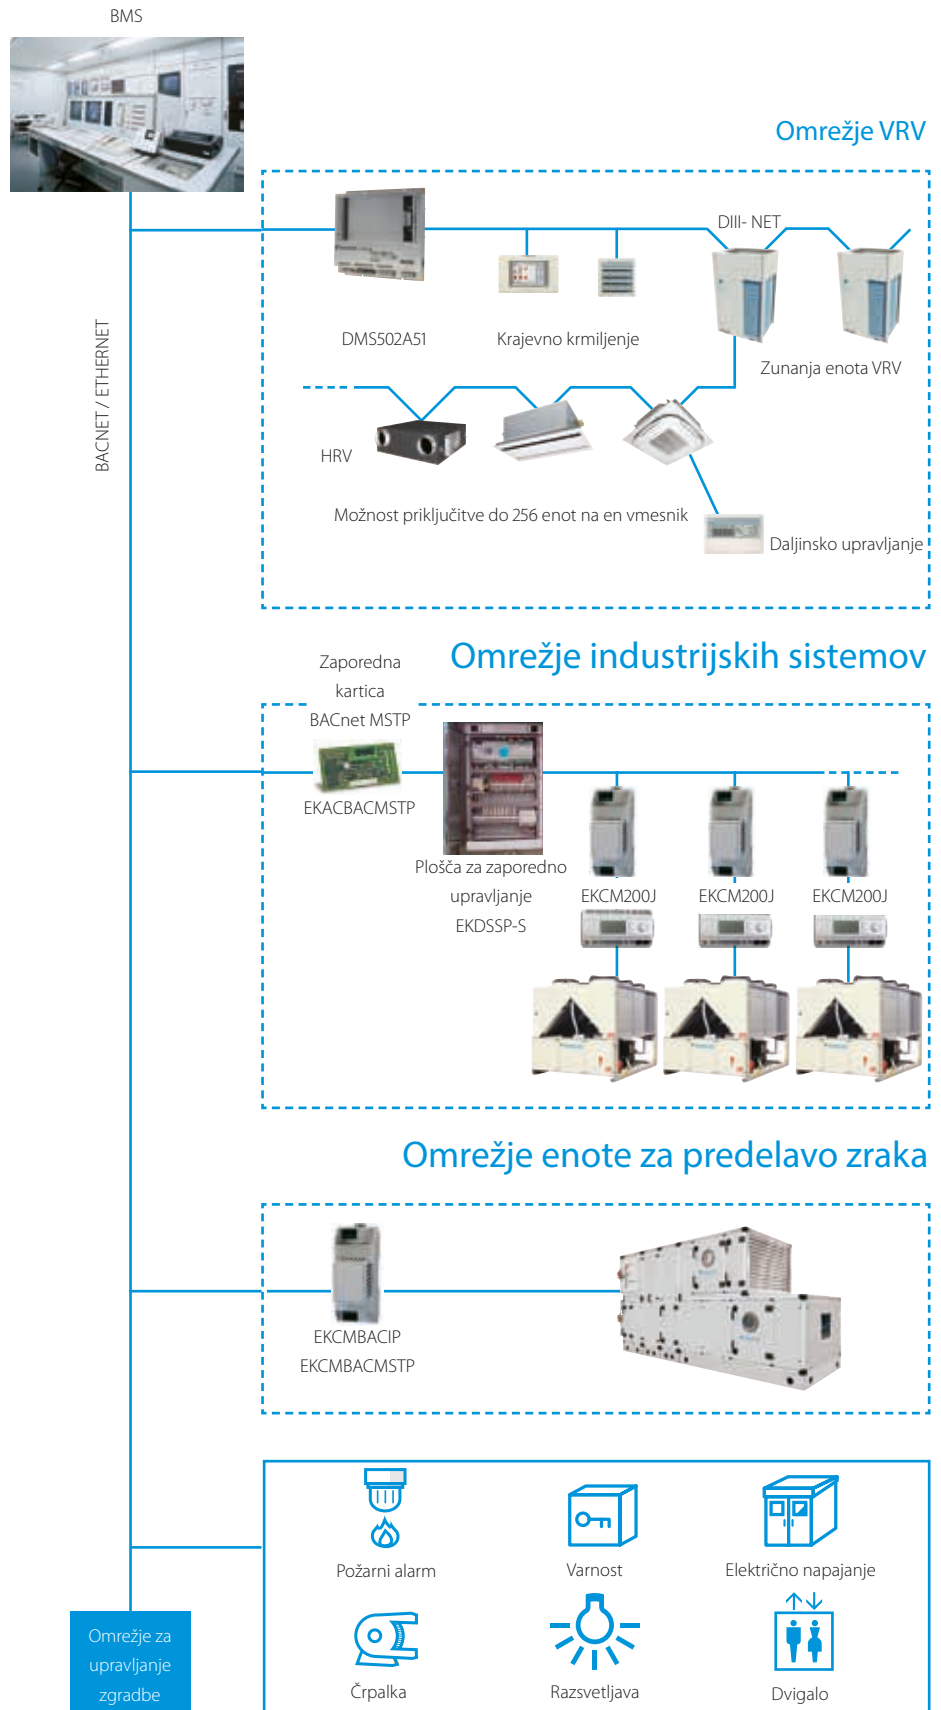 BMS
Omrežje VRV
DIII- NET
DMS502A51
Krajevno krmiljenje
Zunanja enota VRV
BACNET / ETHERNET
HRV
Možnost priključitve do 256 enot na en vmesnik
Daljinsko upravljanje
Omrežje industrijskih sistemov
Zaporedna
kartica
BACnet MSTP
EKACBACMSTP
Plošča za zaporedno
upravljanje
EKDSSP-S
EKCM200J
EKCM200J
EKCM200J
Omrežje enote za predelavo zraka
EKCMBACIP
EKCMBACMSTP
Požarni alarm
Varnost
Električno napajanje
Omrežje za
upravljanje
zgradbe
Črpalka
Razsvetljava
Dvigalo